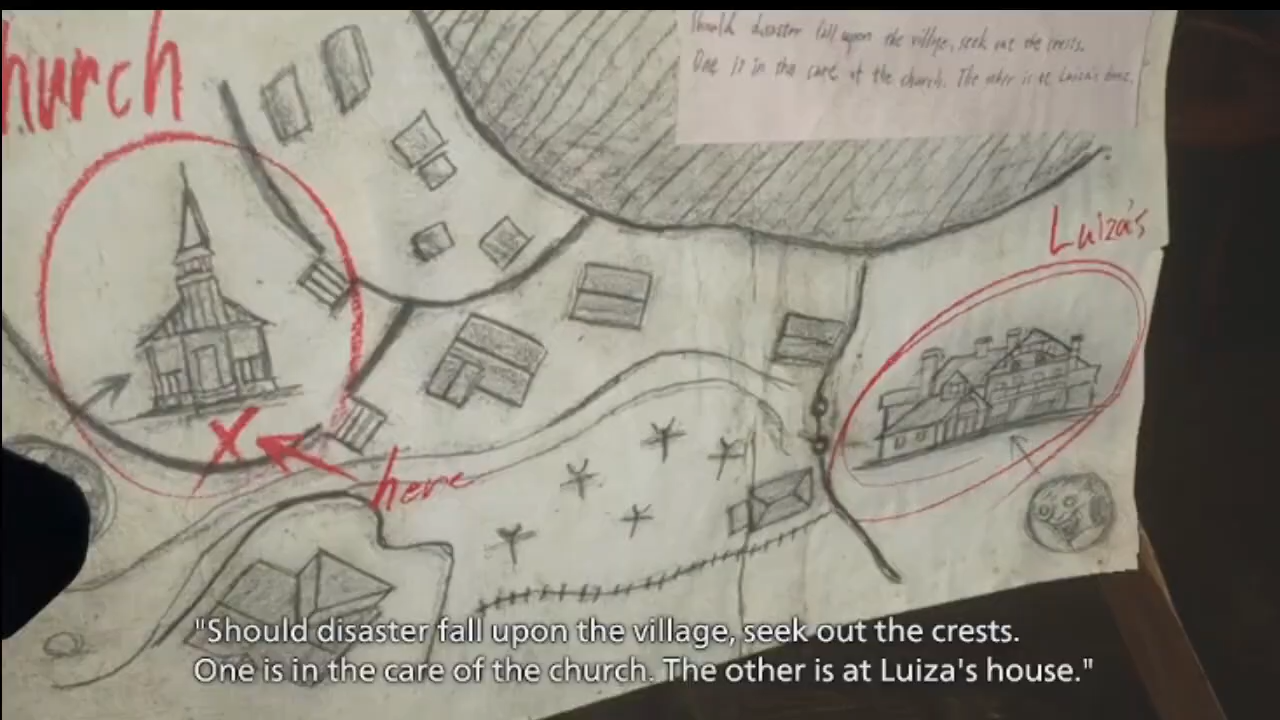 Should disaster fall upon the village, seek out the crests.
One is in the care of the church. The other is at Luiza's house.
hurch
Luiza's
here
"Should disaster fall upon the village, seek out the crests.
One is in the care of the church. The other is at Luiza's house."